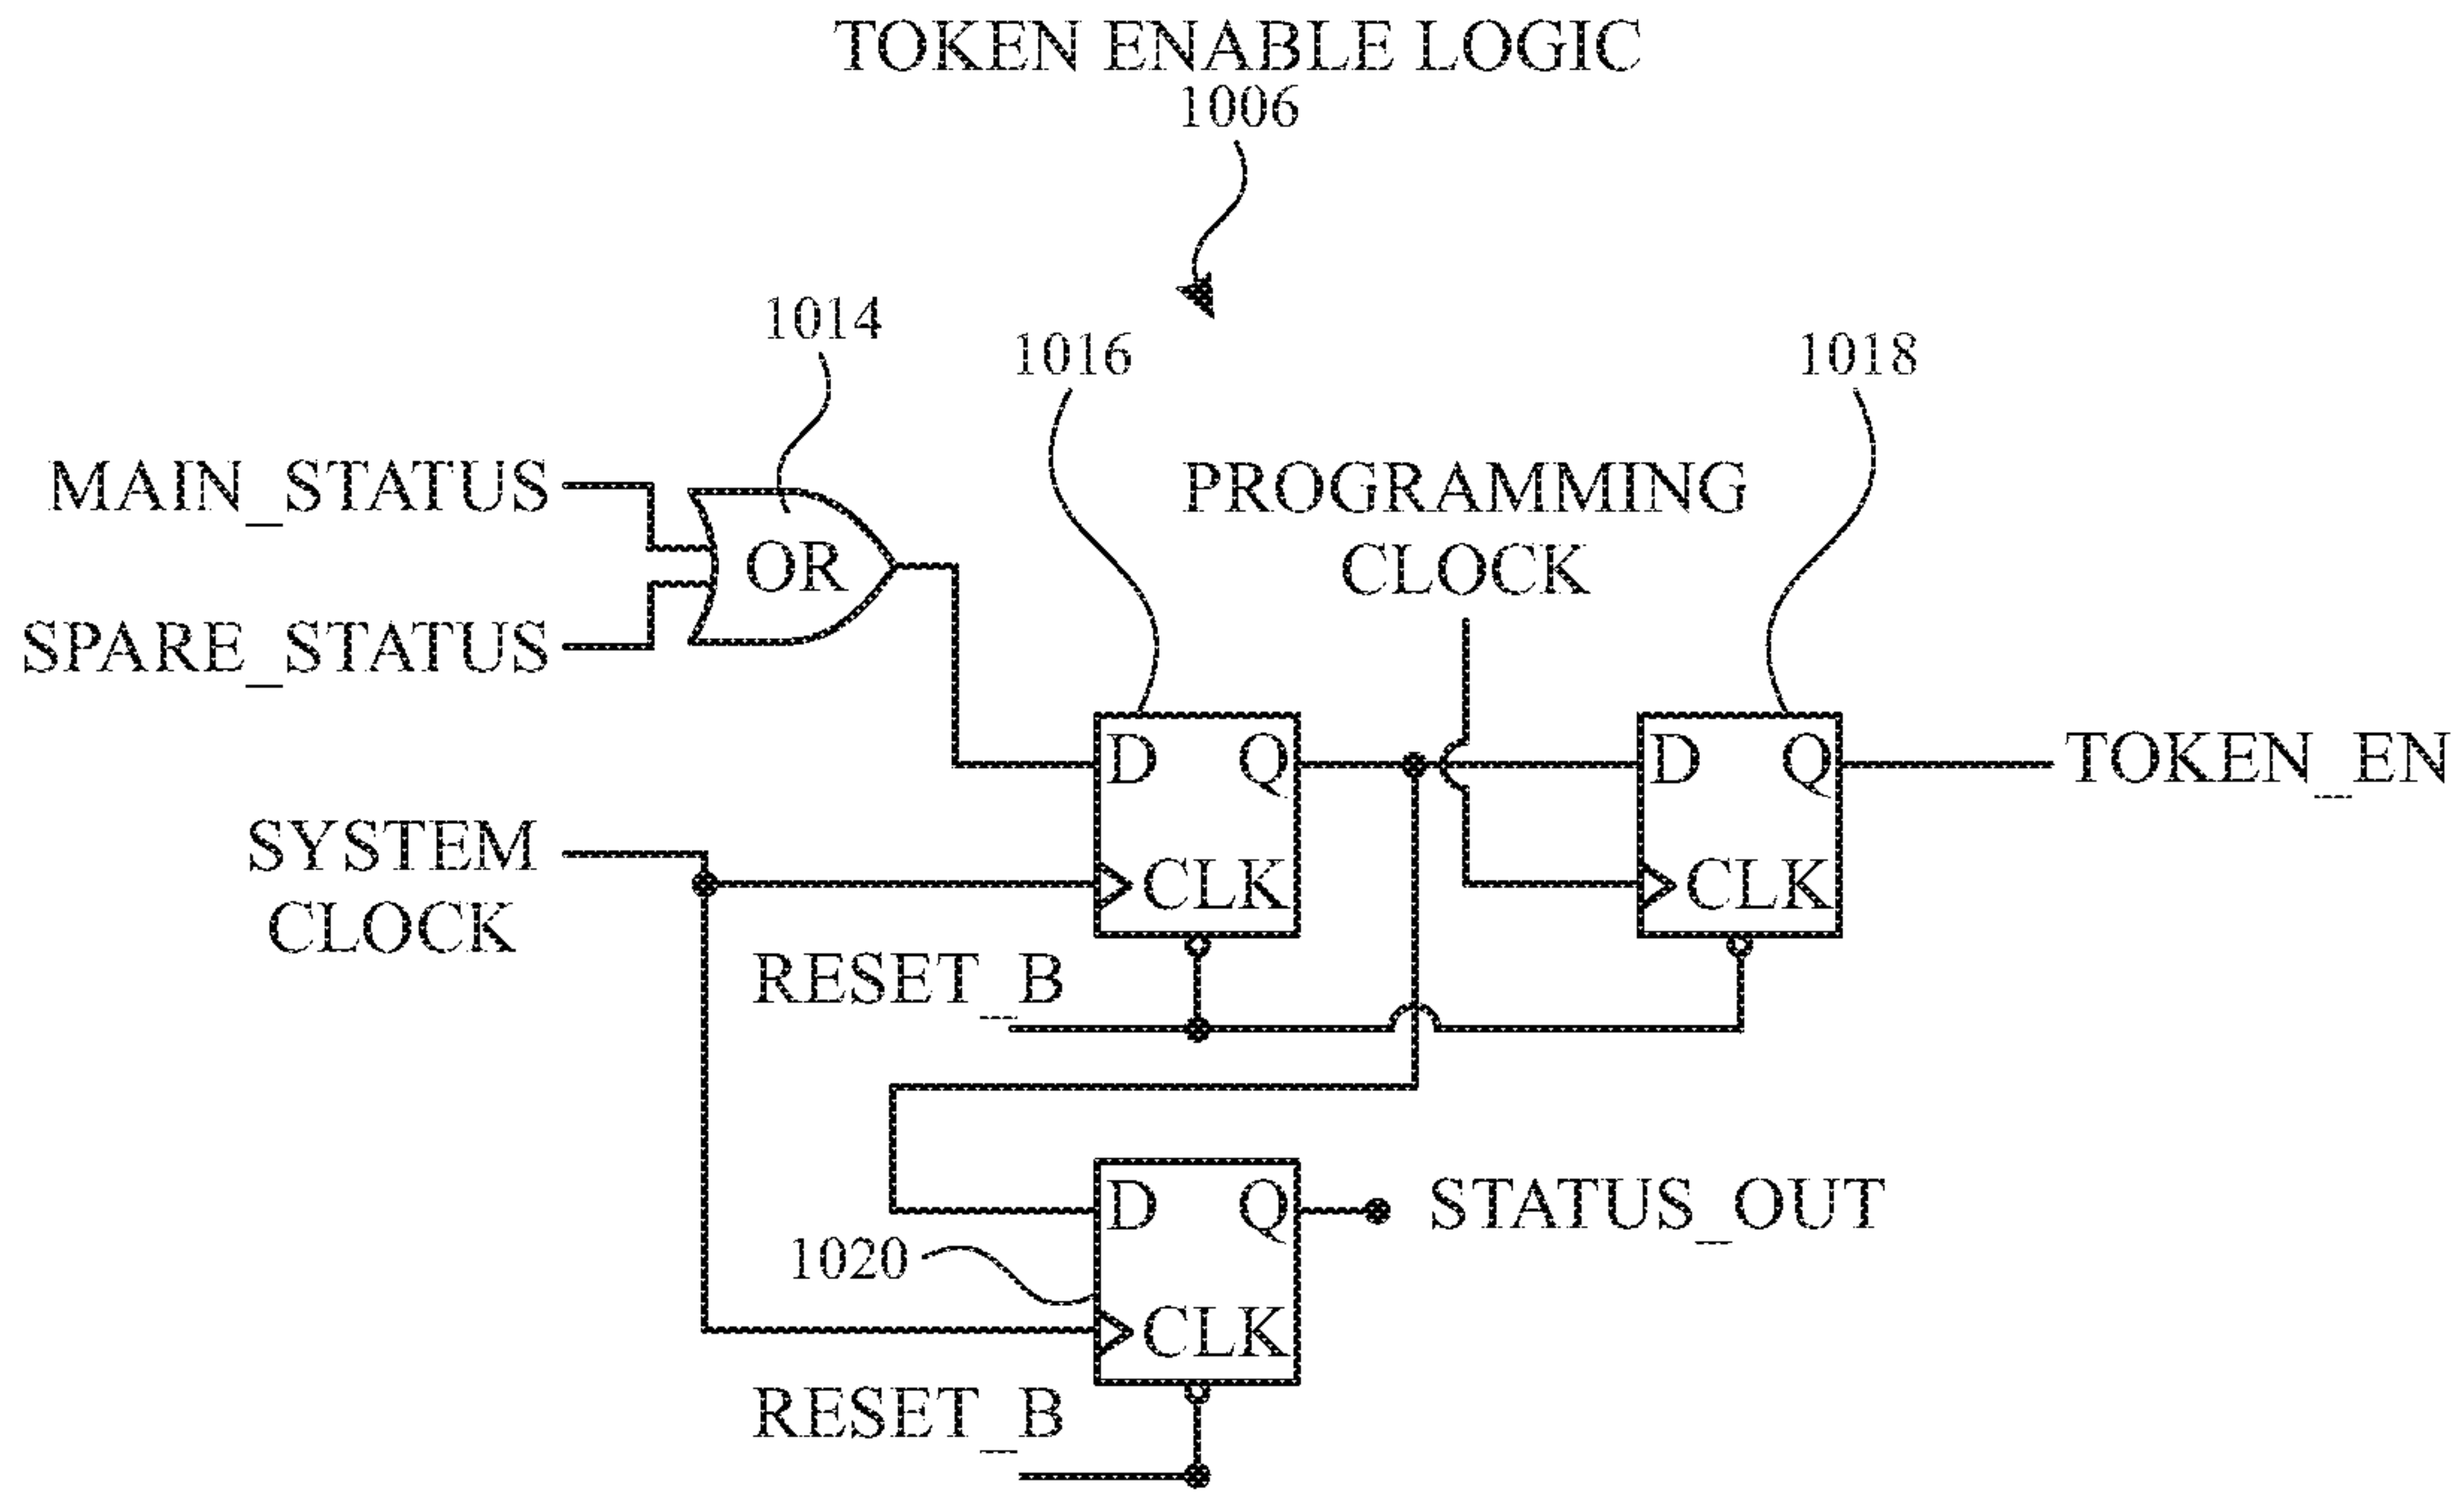 TOKEN ENABLE LOGIC
1006
1014
1016
1018
MAIN_STATUS
OR
PROGRAMMING
CLOCK
SPARE_STATUS
D Q
D Q
TOKEN_EN
SYSTEM
CLOCK
CLK
CLK
RESET_B
D Q
STATUS_OUT
1020
CLK
RESET_B